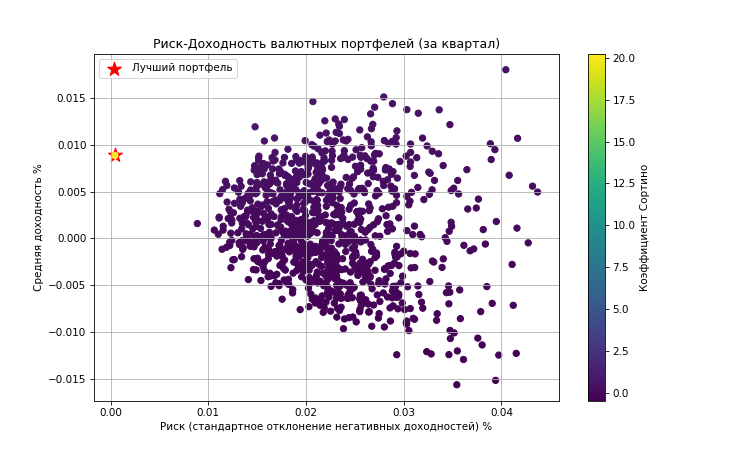 Риск-Доходность валютных портфелей (за квартал)
Лучший портфель
Средняя доходность %
0.015
0.010
0.005
0.000
−0.005
−0.010
−0.015
0.00 0.01 0.02 0.03 0.04
Риск (стандартное отклонение негативных доходностей) %
20.0
17.5
15.0
12.5
10.0
7.5
5.0
2.5
0.0
Коэффициент Сортино